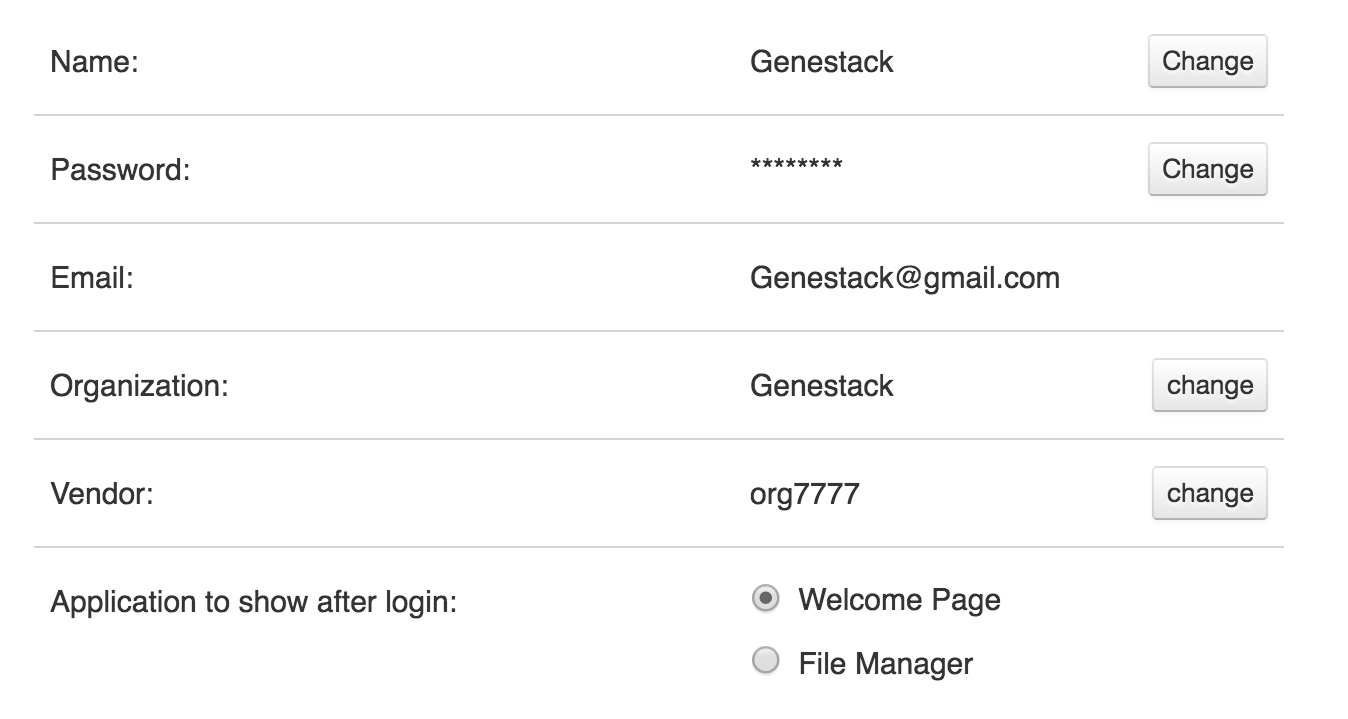 Name: Genestack Change
Password: ******** Change
Email: Genestack@gmail.com
Organization: Genestack change
Vendor: org7777 change
Application to show after login: Welcome Page
File Manager